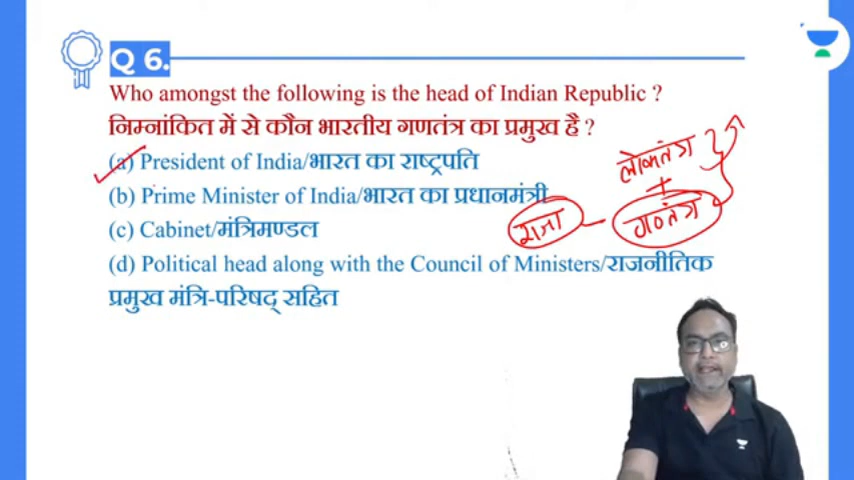 Q 6.
Who amongst the following is the head of Indian Republic ?
निम्नांकित में से कौन भारतीय गणतंत्र का प्रमुख है ?
(a) President of India/भारत का राष्ट्रपति
(b) Prime Minister of India/भारत का प्रधानमंत्री
(c) Cabinet/मंत्रिमण्डल
(d) Political head along with the Council of Ministers/राजनीतिक
प्रमुख मंत्रि-परिषद् सहित
लोकतंत्र
+
राजा – गणतंत्र